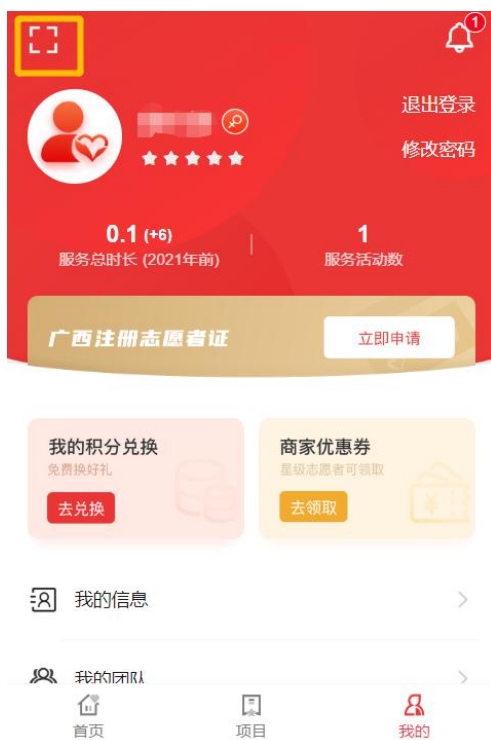 1
退出登录
修改密码
0.1 (+6)
服务总时长 (2021年前)
1
服务活动数
广西注册志愿者证
立即申请
我的积分兑换
免费换好礼
去兑换
商家优惠券
星级志愿者可领取
去领取
我的信息
我的团队
首页
项目
我的